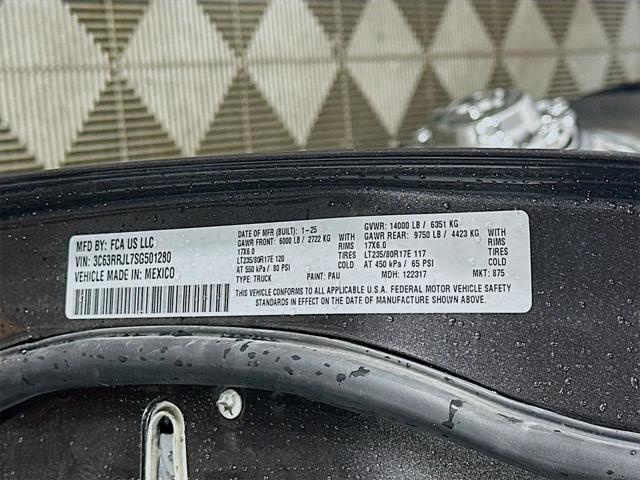 MFD BY: FCA US LLC
VIN: 3C63RRJL7SG501280
VEHICLE MADE IN: MEXICO
DATE OF MFR (BUILT): 1-25
GAWR FRONT: 6000 LB / 2722 KG WITH
17X6.0 RIMS
LT235/80R17E 120 TIRES
AT 550 kPa / 80 PSI COLD
TYPE: TRUCK PAINT: PAU
GVWR: 14000 LB / 6351 KG
GAWR REAR: 9750 LB / 4423 KG WITH
17X6.0 RIMS
LT235/80R17E 117 TIRES
AT 450 kPa / 65 PSI COLD
MDH: 122317 MKT: 875
THIS VEHICLE CONFORMS TO ALL APPLICABLE U.S.A. FEDERAL MOTOR VEHICLE SAFETY
STANDARDS IN EFFECT ON THE DATE OF MANUFACTURE SHOWN ABOVE.